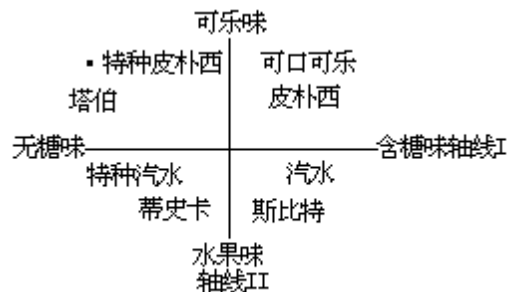 可乐味
▪特种皮朴西 可口可乐
塔伯 皮朴西
无糖味 含糖味轴线I
特种汽水 汽水
蒂史卡 斯比特
水果味
轴线II